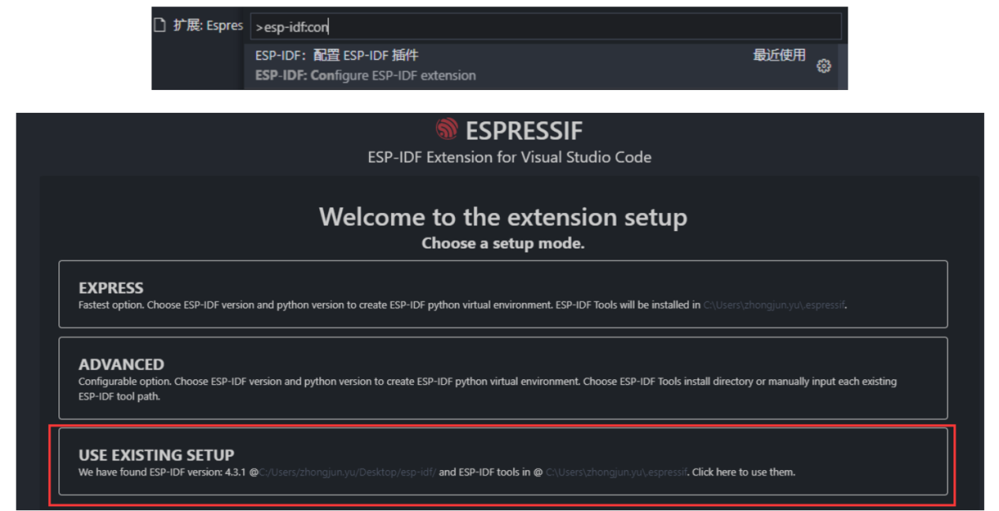 扩展: Espres
>esp-idf:con
ESP-IDF：配置 ESP-IDF 插件
最近使用
ESP-IDF: Configure ESP-IDF extension
ESPRESSIF
ESP-IDF Extension for Visual Studio Code
Welcome to the extension setup
Choose a setup mode.
EXPRESS
Fastest option. Choose ESP-IDF version and python version to create ESP-IDF python virtual environment. ESP-IDF Tools will be installed in C:\Users\zhongjun.yu\.espressif.
ADVANCED
Configurable option. Choose ESP-IDF version and python version to create ESP-IDF python virtual environment. Choose ESP-IDF Tools install directory or manually input each existing
ESP-IDF tool path.
USE EXISTING SETUP
We have found ESP-IDF version: 4.3.1 @C:/Users/zhongjun.yu/Desktop/esp-idf/ and ESP-IDF tools in @ C:\Users\zhongjun.yu\.espressif. Click here to use them.